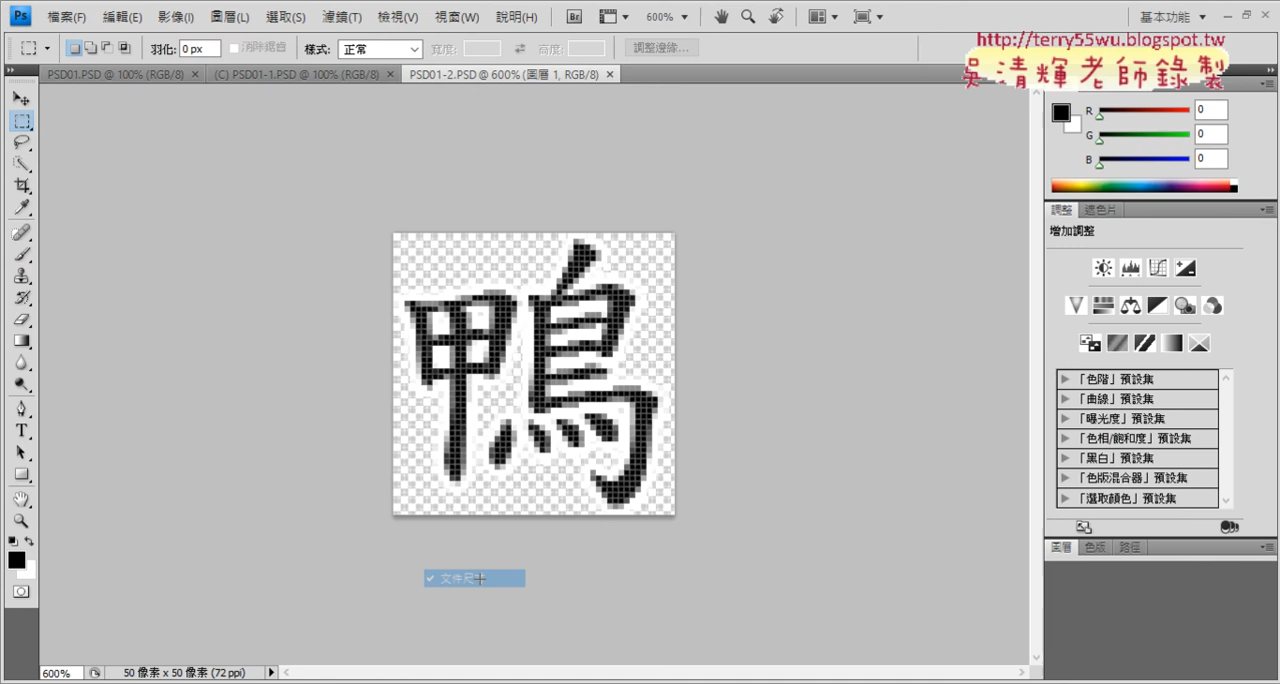 檔案(F) 編輯(E) 影像(I) 圖層(L) 選取(S) 濾鏡(T) 檢視(V) 視窗(W) 說明(H) Br 600% 基本功能
http://terry55wu.blogspot.tw
吳清輝老師錄製
羽化: 0 px 消除鋸齒 樣式: 正常 寬度: 高度: 調整邊緣...
PSD01.PSD @ 100% (RGB/8) × (C) PSD01-1.PSD @ 100% (RGB/8) × PSD01-2.PSD @ 600% (圖層 1, RGB/8) ×
R 0
G 0
B 0
調整 遮色片
增加調整
鴨
「色階」預設集
「曲線」預設集
「曝光度」預設集
「色相/飽和度」預設集
「黑白」預設集
「色版混合器」預設集
「選取顏色」預設集
圖層 色版 路徑
文件尺
600% 50 像素 x 50 像素 (72 ppi)